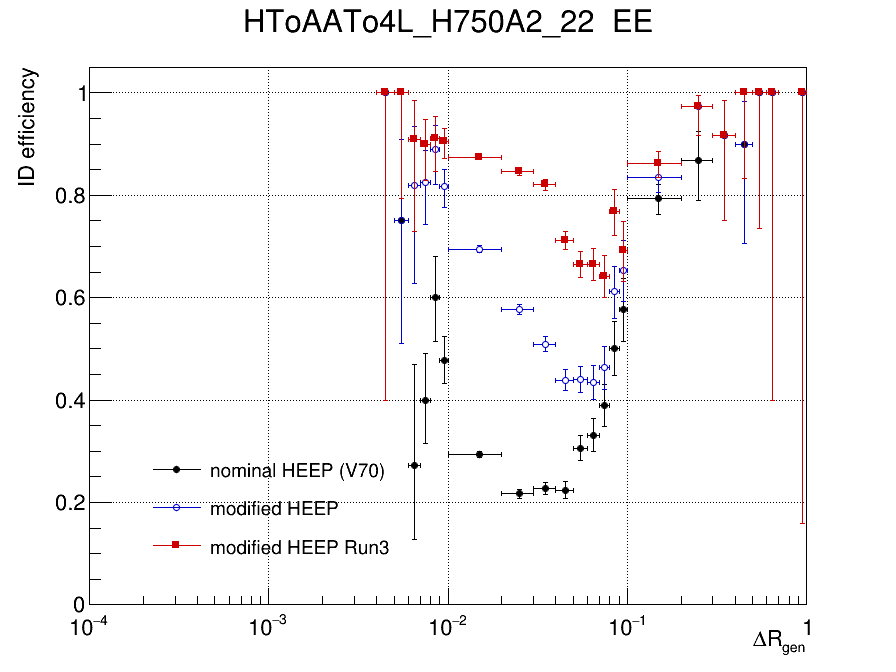 HToAATo4L_H750A2_22 EE
ID efficiency
1
0.8
0.6
0.4
0.2
0
nominal HEEP (V70)
modified HEEP
modified HEEP Run3
10⁻⁴ 10⁻³ 10⁻² 10⁻¹ 1
ΔR_gen